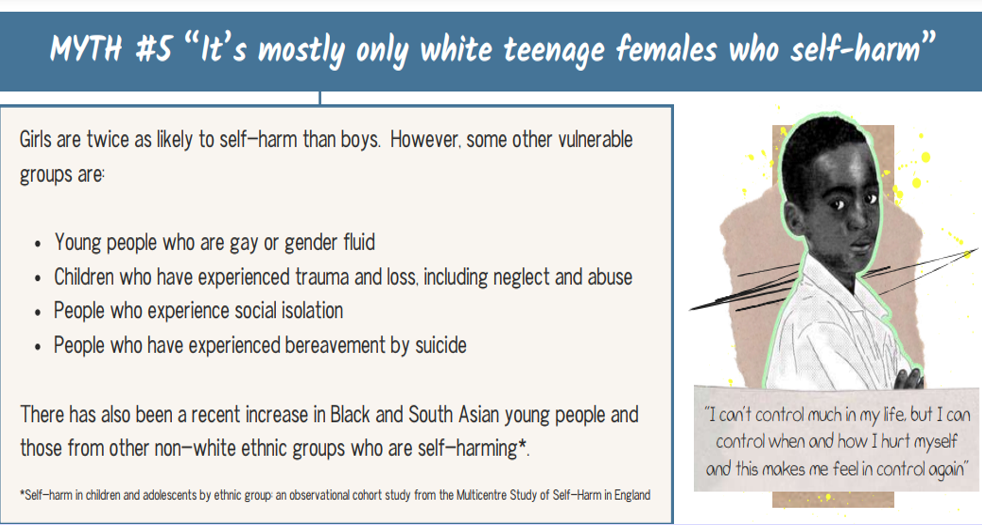 MYTH #5 “It’s mostly only white teenage females who self-harm”
Girls are twice as likely to self-harm than boys. However, some other vulnerable
groups are:
• Young people who are gay or gender fluid
• Children who have experienced trauma and loss, including neglect and abuse
• People who experience social isolation
• People who have experienced bereavement by suicide
There has also been a recent increase in Black and South Asian young people and
those from other non-white ethnic groups who are self-harming*.
*Self-harm in children and adolescents by ethnic group: an observational cohort study from the Multicentre Study of Self-Harm in England
"I can't control much in my life, but I can
control when and how I hurt myself
and this makes me feel in control again"